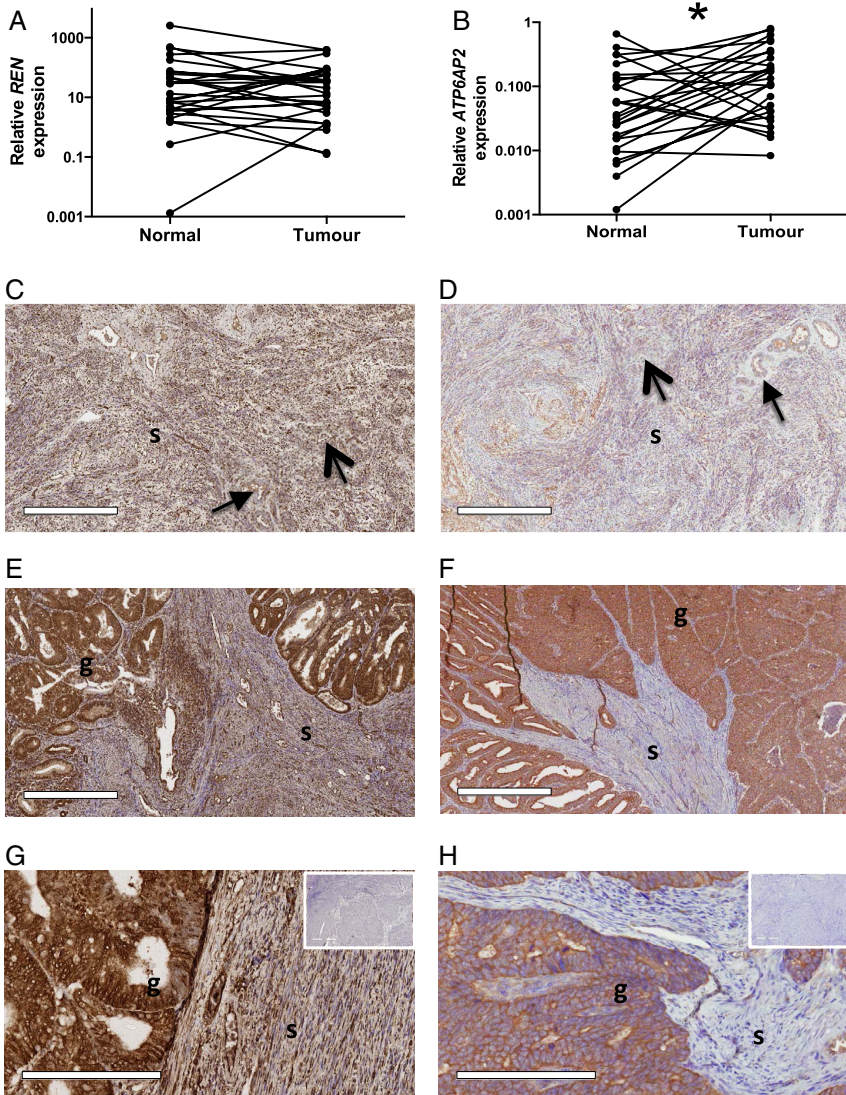 A
Relative REN
expression
1000
10
0.1
0.001
Normal
Tumour
B
*
Relative ATP6AP2
expression
1
0.100
0.010
0.001
Normal
Tumour
C
s
D
s
E
g
s
F
g
s
G
g
s
H
g
s